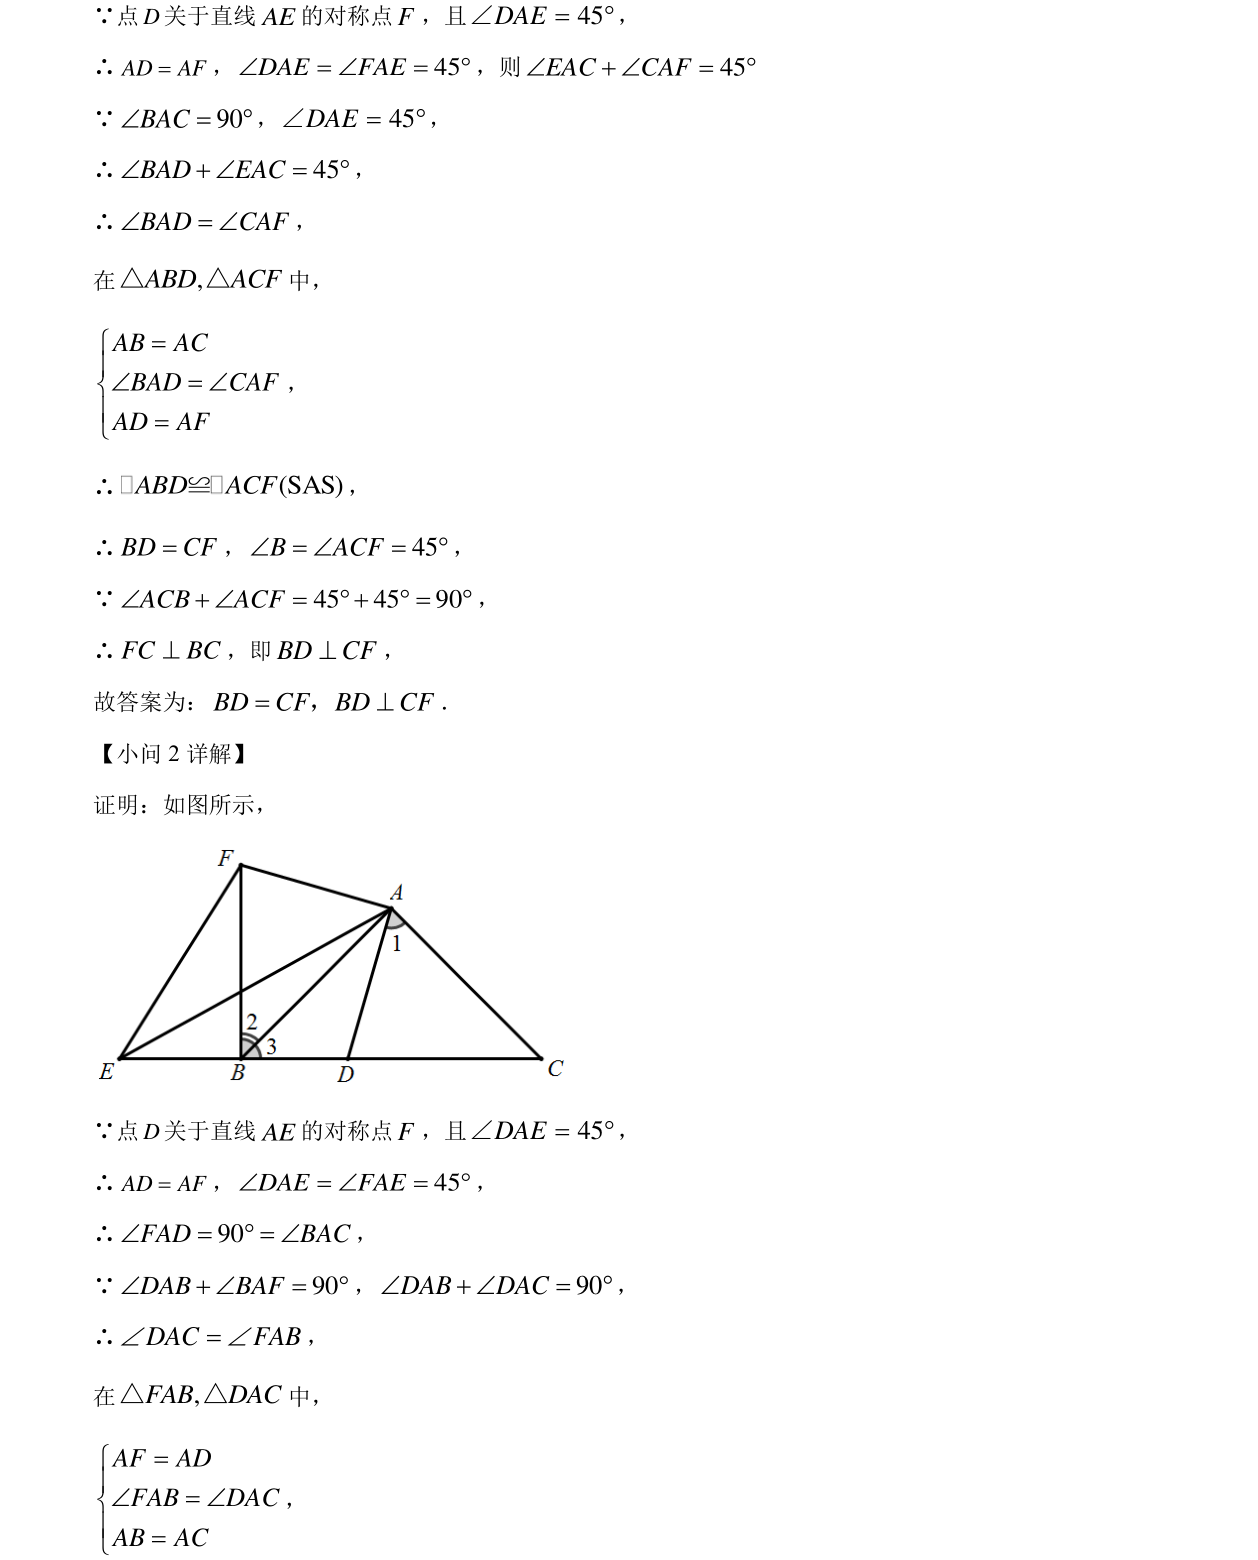 ∵点D关于直线AE的对称点F，且∠DAE = 45°，
∴AD = AF，∠DAE = ∠FAE = 45°，则∠EAC + ∠CAF = 45°
∵∠BAC = 90°，∠DAE = 45°，
∴∠BAD + ∠EAC = 45°，
∴∠BAD = ∠CAF，
在△ABD,△ACF中，
AB = AC
∠BAD = ∠CAF，
AD = AF
∴□ABD≌□ACF(SAS)，
∴BD = CF，∠B = ∠ACF = 45°，
∵∠ACB + ∠ACF = 45° + 45° = 90°，
∴FC ⊥ BC，即BD ⊥ CF，
故答案为：BD = CF，BD ⊥ CF．
【小问 2 详解】
证明：如图所示，
F
A
1
2
3
E
B
D
C
∵点D关于直线AE的对称点F，且∠DAE = 45°，
∴AD = AF，∠DAE = ∠FAE = 45°，
∴∠FAD = 90° = ∠BAC，
∵∠DAB + ∠BAF = 90°，∠DAB + ∠DAC = 90°，
∴∠DAC = ∠FAB，
在△FAB,△DAC中，
AF = AD
∠FAB = ∠DAC，
AB = AC